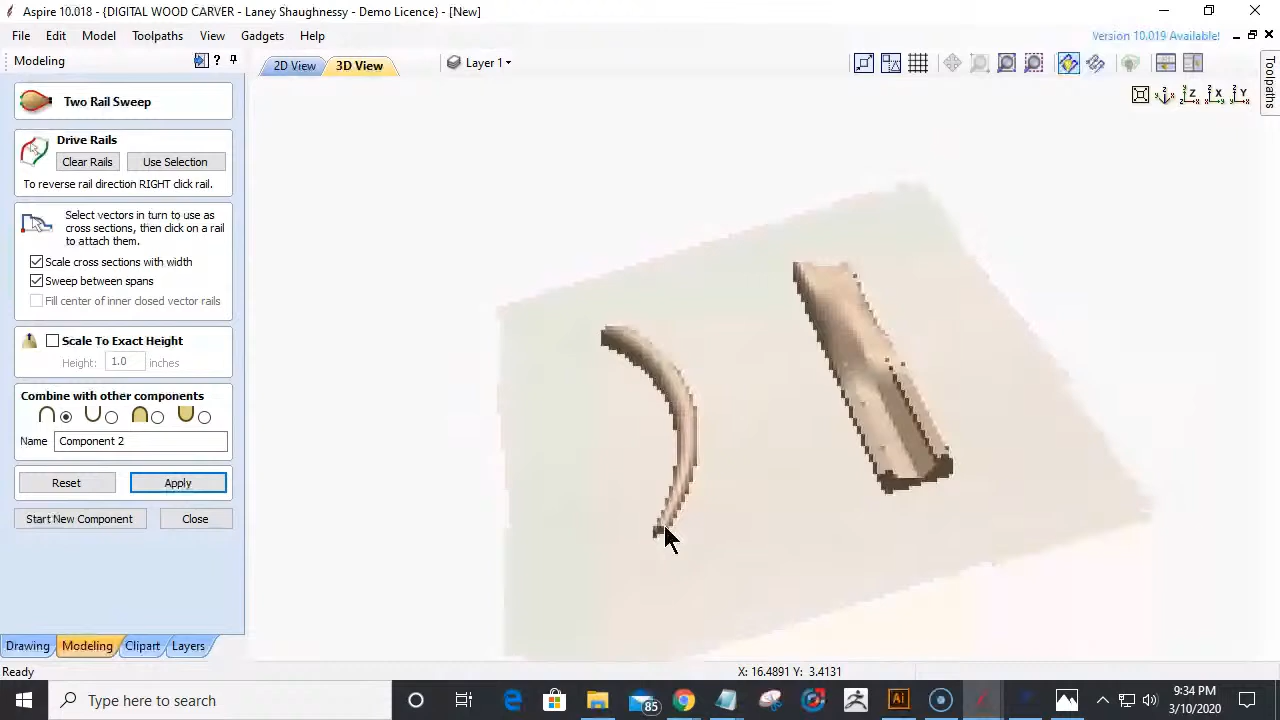 Aspire 10.018 - {DIGITAL WOOD CARVER - Laney Shaughnessy - Demo Licence} - [New]
File Edit Model Toolpaths View Gadgets Help
Version 10.019 Available!
Modeling
2D View 3D View
Layer 1
Toolpaths
Z X Y
Two Rail Sweep
Drive Rails
Clear Rails Use Selection
To reverse rail direction RIGHT click rail.
Select vectors in turn to use as
cross sections, then click on a rail
to attach them.
Scale cross sections with width
Sweep between spans
Fill center of inner closed vector rails
Scale To Exact Height
Height: 1.0 inches
Combine with other components
Name Component 2
Reset Apply
Start New Component Close
Drawing Modeling Clipart Layers
Ready
X: 16.4891 Y: 3.4131
Type here to search
85
Ai
9:34 PM
3/10/2020